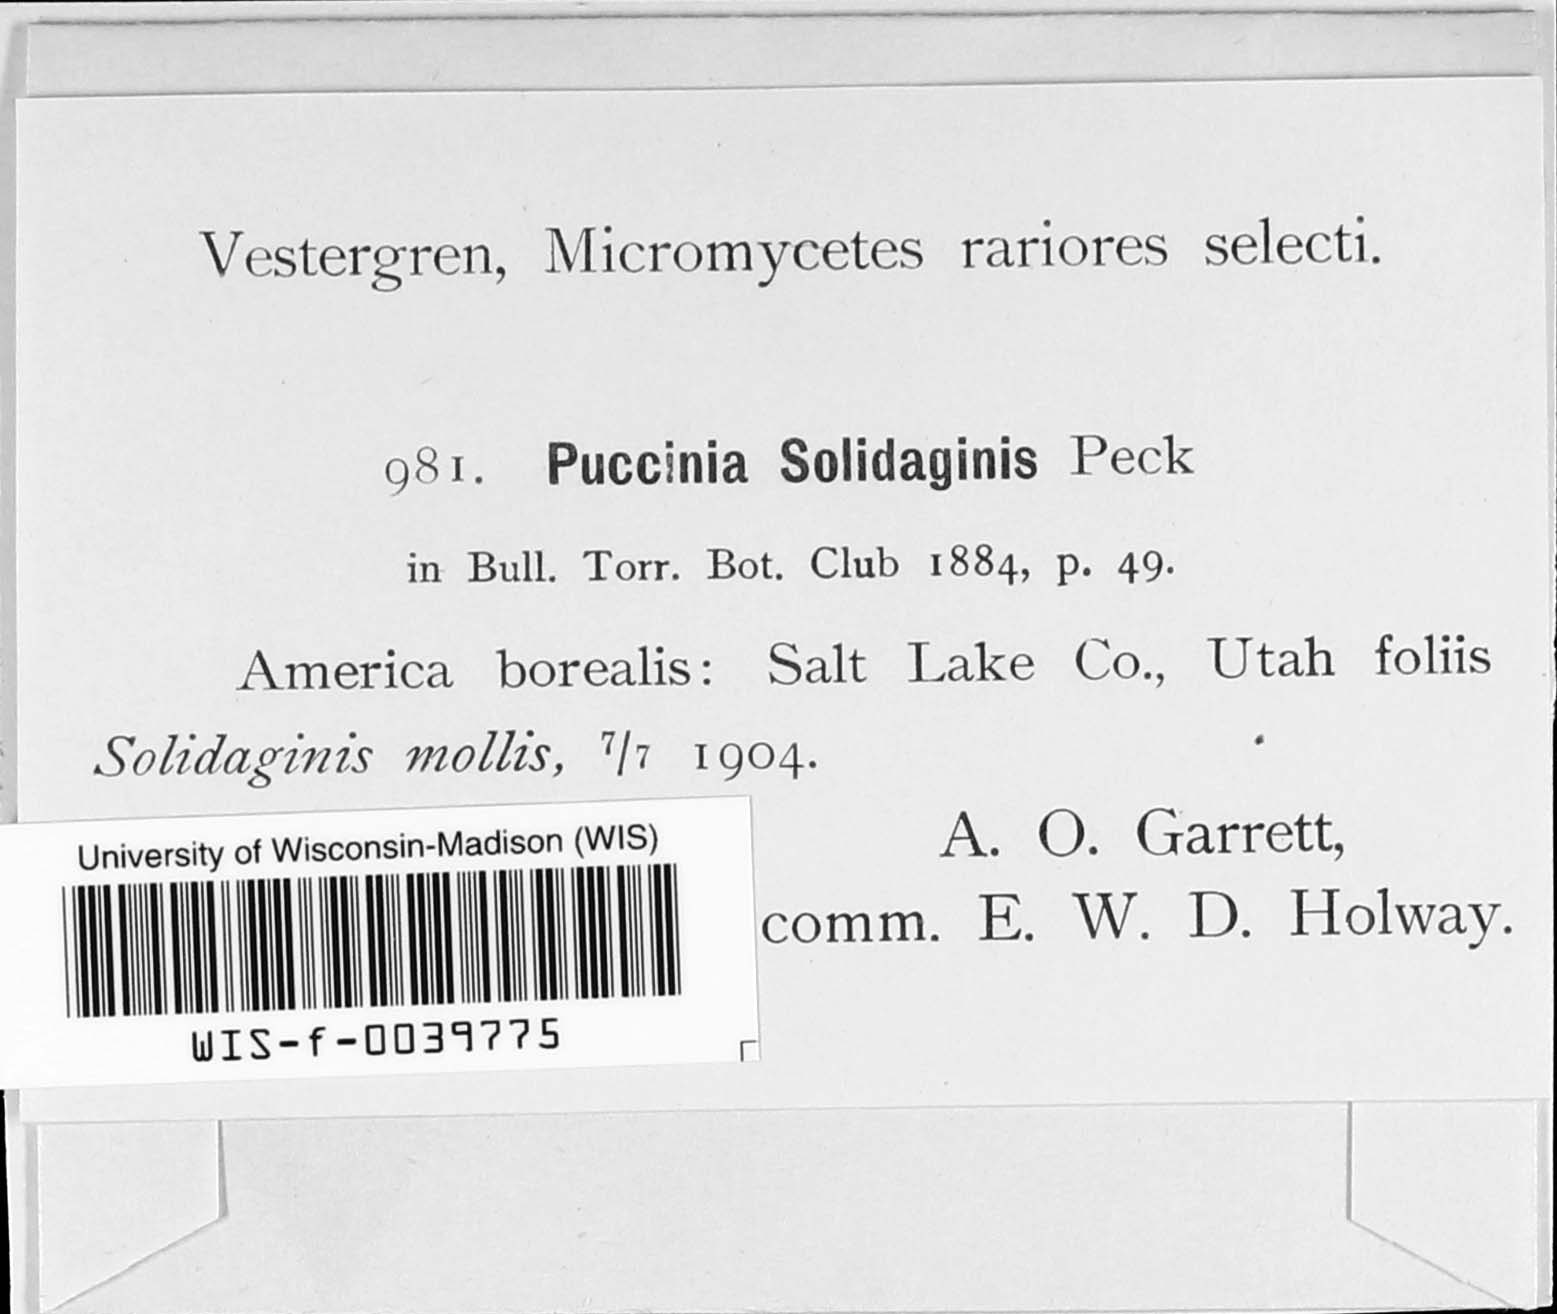 Vestergren, Micromycetes rariores selecti.
981. Puccinia Solidaginis Peck
in Bull. Torr. Bot. Club 1884, p. 49.
America borealis: Salt Lake Co., Utah foliis
Solidaginis mollis, 7/7 1904.
A. O. Garrett,
comm. E. W. D. Holway.
University of Wisconsin-Madison (WIS)
WIS-f-0039775